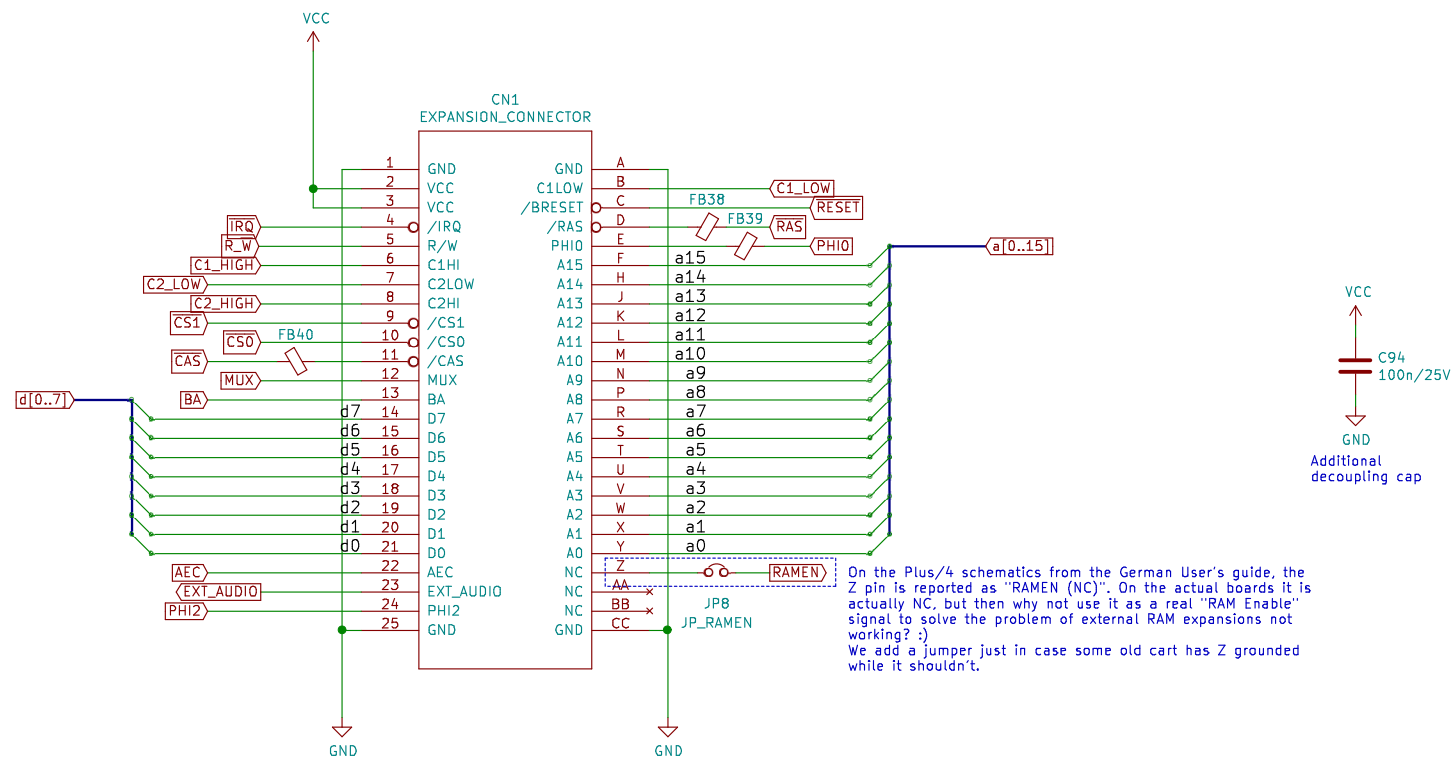 VCC
CN1
EXPANSION_CONNECTOR
1 GND GND A
2 VCC C1LOW B C1_LOW
3 VCC /BRESET C FB38 RESET
IRQ 4 /IRQ /RAS D FB39 RAS
R_W 5 R/W PHI0 E PHI0 a[0..15]
C1_HIGH 6 C1HI A15 F a15
C2_LOW 7 C2LOW A14 H a14
C2_HIGH 8 C2HI A13 J a13
CS1 9 /CS1 A12 K a12
CS0 FB40 10 /CS0 A11 L a11
CAS 11 /CAS A10 M a10
MUX 12 MUX A9 N a9
d[0..7] BA 13 BA A8 P a8
d7 14 D7 A7 R a7
d6 15 D6 A6 S a6
d5 16 D5 A5 T a5
d4 17 D4 A4 U a4
d3 18 D3 A3 V a3
d2 19 D2 A2 W a2
d1 20 D1 A1 X a1
d0 21 D0 A0 Y a0
AEC 22 AEC NC Z RAMEN
EXT_AUDIO 23 EXT_AUDIO NC AA
PHI2 24 PHI2 NC BB
25 GND GND CC
JP8
JP_RAMEN
GND
GND
On the Plus/4 schematics from the German User's guide, the
Z pin is reported as "RAMEN (NC)". On the actual boards it is
actually NC, but then why not use it as a real "RAM Enable"
signal to solve the problem of external RAM expansions not
working? :)
We add a jumper just in case some old cart has Z grounded
while it shouldn't.
VCC
C94
100n/25V
GND
Additional
decoupling cap